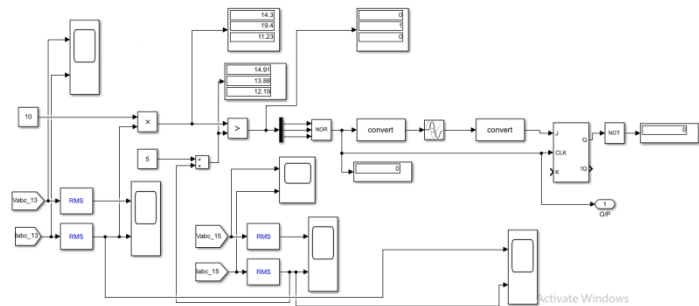 14.3
19.4
11.23
0
1
0
14.91
13.88
12.19
10
×
>
NOR
convert
convert
J
Q
CLK
K
!Q
NOT
0
5
+
+
0
1
O/P
Vabc_13
RMS
Iabc_13
RMS
Vabc_15
RMS
Iabc_15
RMS
Activate Windows